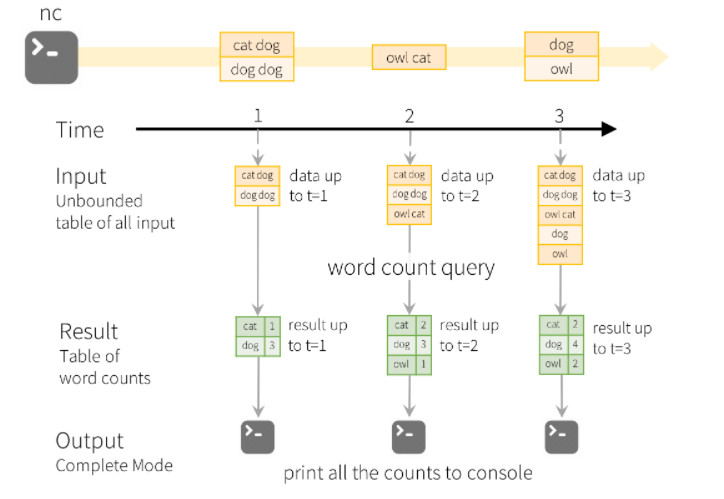 nc
>_
cat dog
dog dog
owl cat
dog
owl
Time
1
2
3
Input
Unbounded
table of all input
cat dog
dog dog
data up
to t=1
cat dog
dog dog
owl cat
data up
to t=2
cat dog
dog dog
owl cat
dog
owl
data up
to t=3
word count query
Result
Table of
word counts
cat 1
dog 3
result up
to t=1
cat 2
dog 3
owl 1
result up
to t=2
cat 2
dog 4
owl 2
result up
to t=3
Output
Complete Mode
>_
>_
>_
print all the counts to console